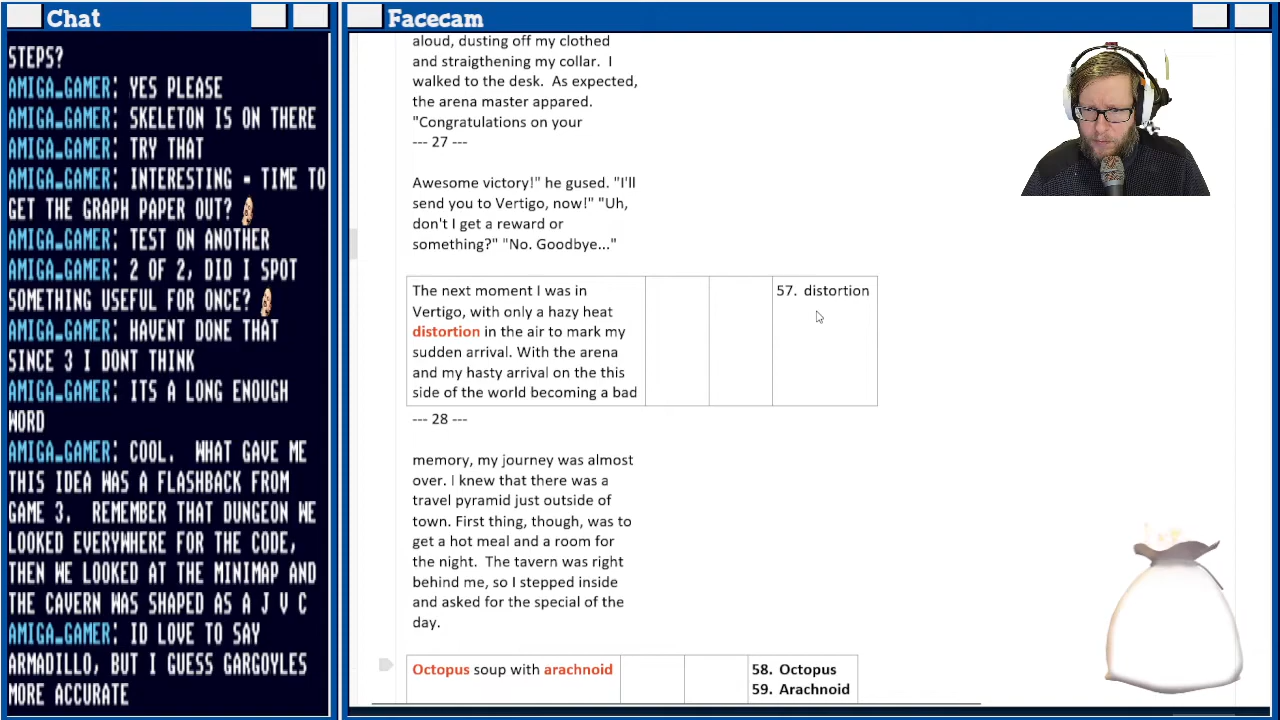 Chat
STEPS?
AMIGA_GAMER: YES PLEASE
AMIGA_GAMER: SKELETON IS ON THERE
AMIGA_GAMER: TRY THAT
AMIGA_GAMER: INTERESTING - TIME TO
GET THE GRAPH PAPER OUT?
AMIGA_GAMER: TEST ON ANOTHER
AMIGA_GAMER: 2 OF 2, DID I SPOT
SOMETHING USEFUL FOR ONCE?
AMIGA_GAMER: HAVENT DONE THAT
SINCE 3 I DONT THINK
AMIGA_GAMER: ITS A LONG ENOUGH
WORD
AMIGA_GAMER: COOL. WHAT GAVE ME
THIS IDEA WAS A FLASHBACK FROM
GAME 3. REMEMBER THAT DUNGEON WE
LOOKED EVERYWHERE FOR THE CODE,
THEN WE LOOKED AT THE MINIMAP AND
THE CAVERN WAS SHAPED AS A J V C
AMIGA_GAMER: ID LOVE TO SAY
ARMADILLO, BUT I GUESS GARGOYLES
MORE ACCURATE
Facecam
aloud, dusting off my clothed
and straigthening my collar. I
walked to the desk. As expected,
the arena master appared.
"Congratulations on your
--- 27 ---
Awesome victory!" he gused. "I'll
send you to Vertigo, now!" "Uh,
don't I get a reward or
something?" "No. Goodbye..."
The next moment I was in
Vertigo, with only a hazy heat
distortion in the air to mark my
sudden arrival. With the arena
and my hasty arrival on the this
side of the world becoming a bad
57. distortion
--- 28 ---
memory, my journey was almost
over. I knew that there was a
travel pyramid just outside of
town. First thing, though, was to
get a hot meal and a room for
the night. The tavern was right
behind me, so I stepped inside
and asked for the special of the
day.
Octopus soup with arachnoid
58. Octopus
59. Arachnoid